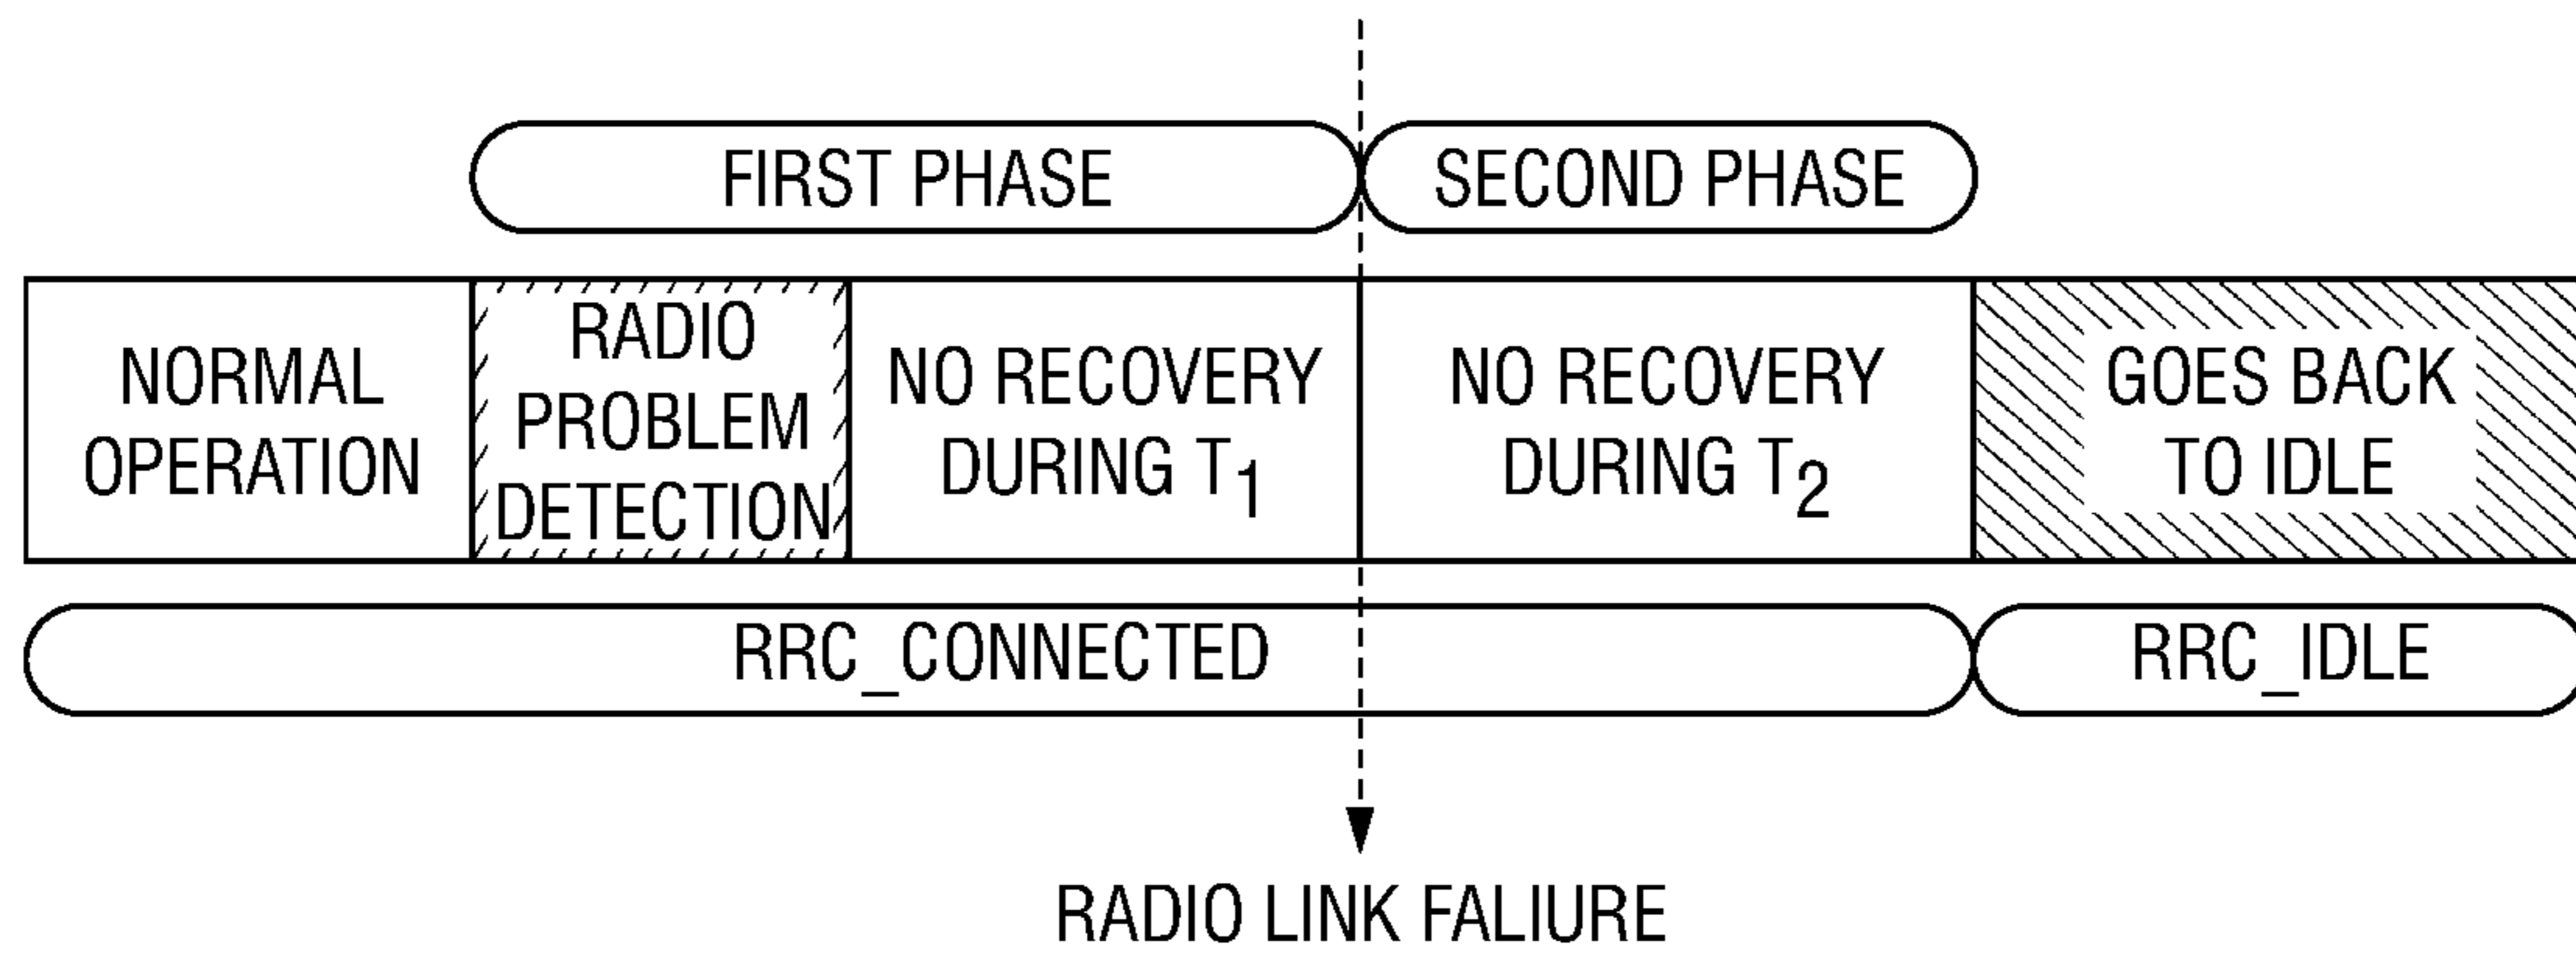 FIRST PHASE
SECOND PHASE
NORMAL
OPERATION
RADIO
PROBLEM
DETECTION
NO RECOVERY
DURING T1
NO RECOVERY
DURING T2
GOES BACK
TO IDLE
RRC_CONNECTED
RRC_IDLE
RADIO LINK FALIURE